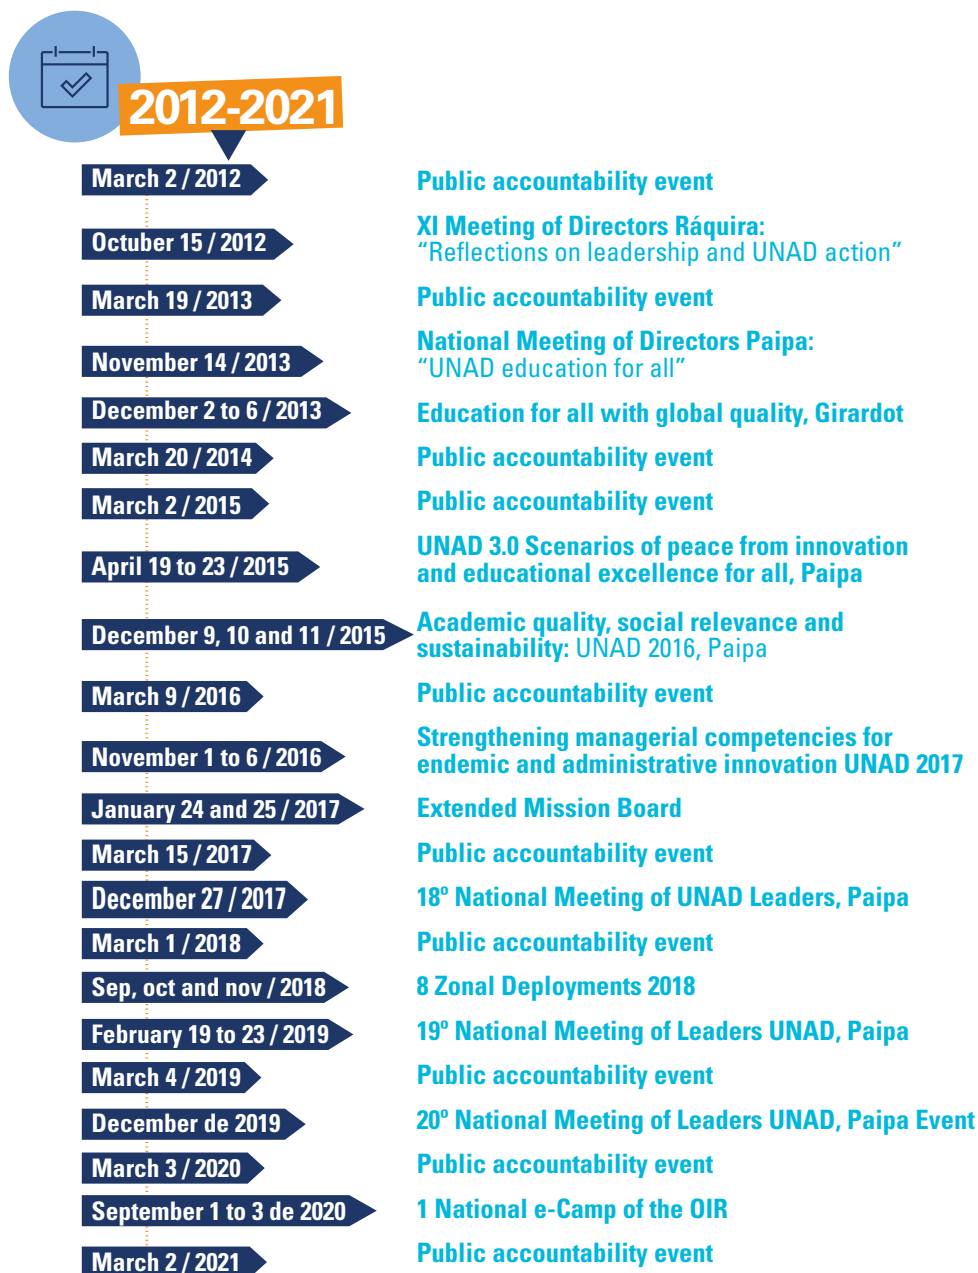 2012-2021
March 2 / 2012
Public accountability event
Octuber 15 / 2012
XI Meeting of Directors Ráquira:
“Reflections on leadership and UNAD action”
March 19 / 2013
Public accountability event
November 14 / 2013
National Meeting of Directors Paipa:
“UNAD education for all”
December 2 to 6 / 2013
Education for all with global quality, Girardot
March 20 / 2014
Public accountability event
March 2 / 2015
Public accountability event
April 19 to 23 / 2015
UNAD 3.0 Scenarios of peace from innovation
and educational excellence for all, Paipa
December 9, 10 and 11 / 2015
Academic quality, social relevance and
sustainability: UNAD 2016, Paipa
March 9 / 2016
Public accountability event
November 1 to 6 / 2016
Strengthening managerial competencies for
endemic and administrative innovation UNAD 2017
January 24 and 25 / 2017
Extended Mission Board
March 15 / 2017
Public accountability event
December 27 / 2017
18º National Meeting of UNAD Leaders, Paipa
March 1 / 2018
Public accountability event
Sep, oct and nov / 2018
8 Zonal Deployments 2018
February 19 to 23 / 2019
19º National Meeting of Leaders UNAD, Paipa
March 4 / 2019
Public accountability event
December de 2019
20º National Meeting of Leaders UNAD, Paipa Event
March 3 / 2020
Public accountability event
September 1 to 3 de 2020
1 National e-Camp of the OIR
March 2 / 2021
Public accountability event